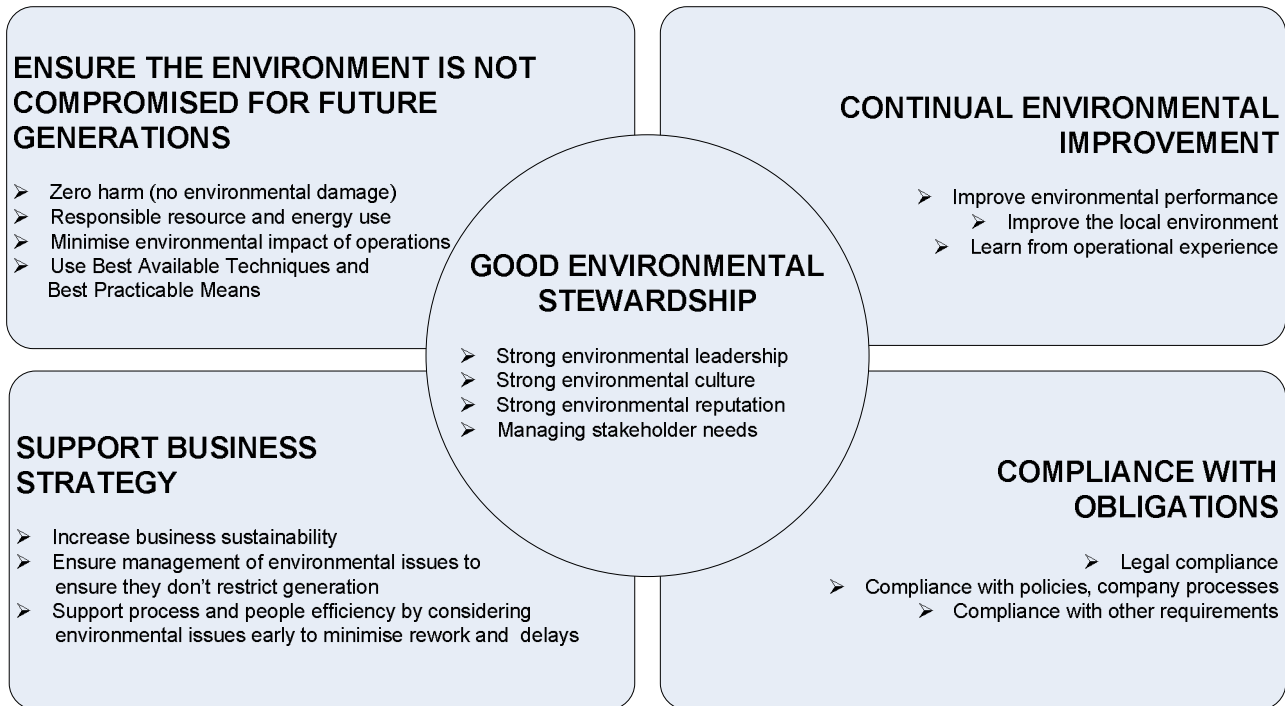 ENSURE THE ENVIRONMENT IS NOT
COMPROMISED FOR FUTURE
GENERATIONS
➢ Zero harm (no environmental damage)
➢ Responsible resource and energy use
➢ Minimise environmental impact of operations
➢ Use Best Available Techniques and
Best Practicable Means
CONTINUAL ENVIRONMENTAL
IMPROVEMENT
➢ Improve environmental performance
➢ Improve the local environment
➢ Learn from operational experience
GOOD ENVIRONMENTAL
STEWARDSHIP
➢ Strong environmental leadership
➢ Strong environmental culture
➢ Strong environmental reputation
➢ Managing stakeholder needs
SUPPORT BUSINESS
STRATEGY
➢ Increase business sustainability
➢ Ensure management of environmental issues to
ensure they don’t restrict generation
➢ Support process and people efficiency by considering
environmental issues early to minimise rework and delays
COMPLIANCE WITH
OBLIGATIONS
➢ Legal compliance
➢ Compliance with policies, company processes
➢ Compliance with other requirements